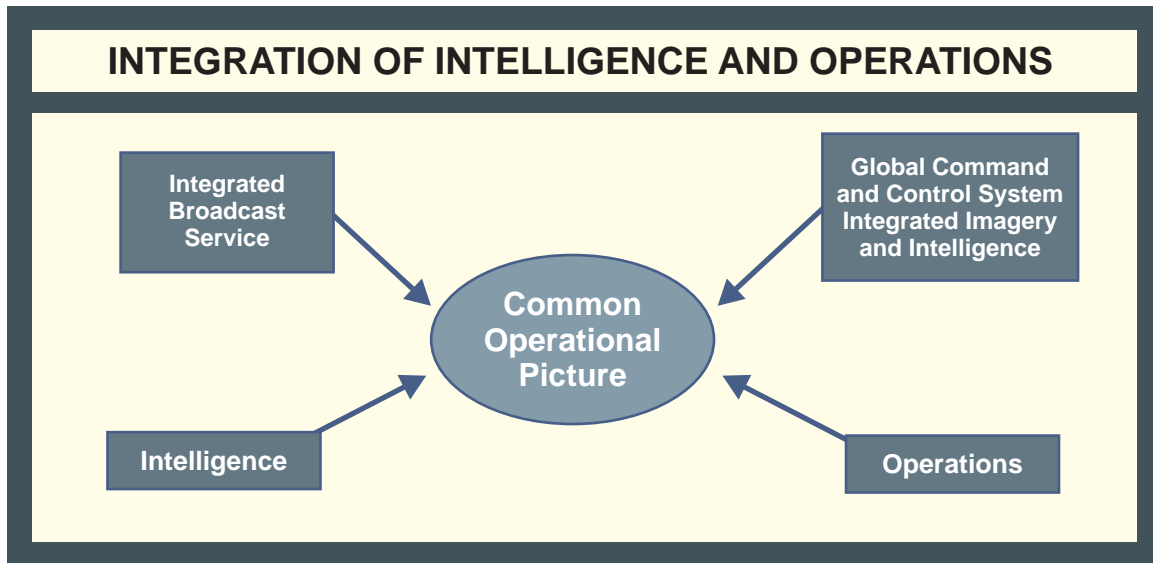 INTEGRATION OF INTELLIGENCE AND OPERATIONS
Integrated
Broadcast
Service
Global Command
and Control System
Integrated Imagery
and Intelligence
Common
Operational
Picture
Intelligence
Operations